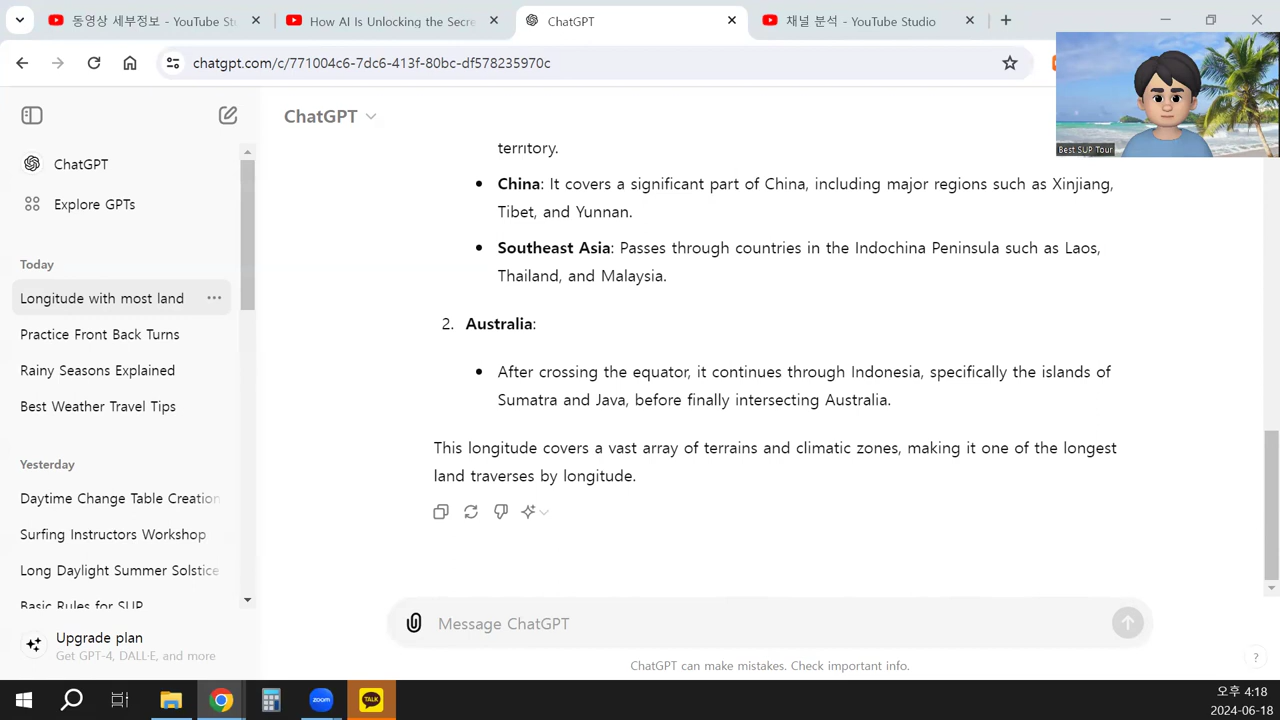 동영상 세부정보 - YouTube St
How AI Is Unlocking the Secre
ChatGPT
채널 분석 - YouTube Studio
chatgpt.com/c/771004c6-7dc6-413f-80bc-df578235970c
Best SUP Tour
ChatGPT
ChatGPT
Explore GPTs
Today
Longitude with most land
Practice Front Back Turns
Rainy Seasons Explained
Best Weather Travel Tips
Yesterday
Daytime Change Table Creation
Surfing Instructors Workshop
Long Daylight Summer Solstice
Basic Rules for SUP
Upgrade plan
Get GPT-4, DALL·E, and more
territory.
China: It covers a significant part of China, including major regions such as Xinjiang,
Tibet, and Yunnan.
Southeast Asia: Passes through countries in the Indochina Peninsula such as Laos,
Thailand, and Malaysia.
2. Australia:
After crossing the equator, it continues through Indonesia, specifically the islands of
Sumatra and Java, before finally intersecting Australia.
This longitude covers a vast array of terrains and climatic zones, making it one of the longest
land traverses by longitude.
Message ChatGPT
ChatGPT can make mistakes. Check important info.
?
zoom
TALK
오후 4:18
2024-06-18